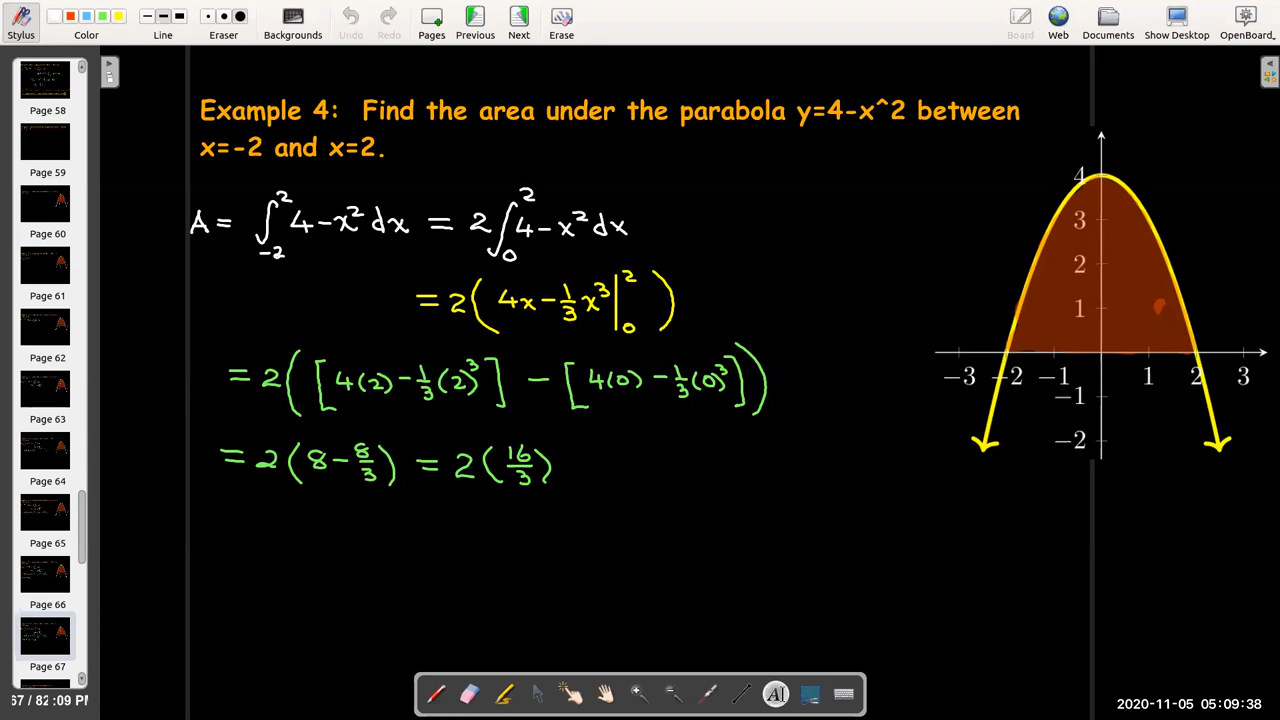 Stylus Color Line Eraser Backgrounds Undo Redo Pages Previous Next Erase Board Web Documents Show Desktop OpenBoard
Page 58
Page 59
Page 60
Page 61
Page 62
Page 63
Page 64
Page 65
Page 66
Page 67
Example 4: Find the area under the parabola y=4-x^2 between
x=-2 and x=2.
A = ∫_{-2}^{2} 4 - x² dx = 2 ∫_{0}^{2} 4 - x² dx
= 2( 4x - 1/3 x³ |_{0}^{2} )
= 2( [4(2) - 1/3 (2)³] - [4(0) - 1/3 (0)³] )
= 2(8 - 8/3) = 2(16/3)
4
3
2
1
−3 −2 −1 1 2 3
−1
−2
2020-11-05 05:09:38